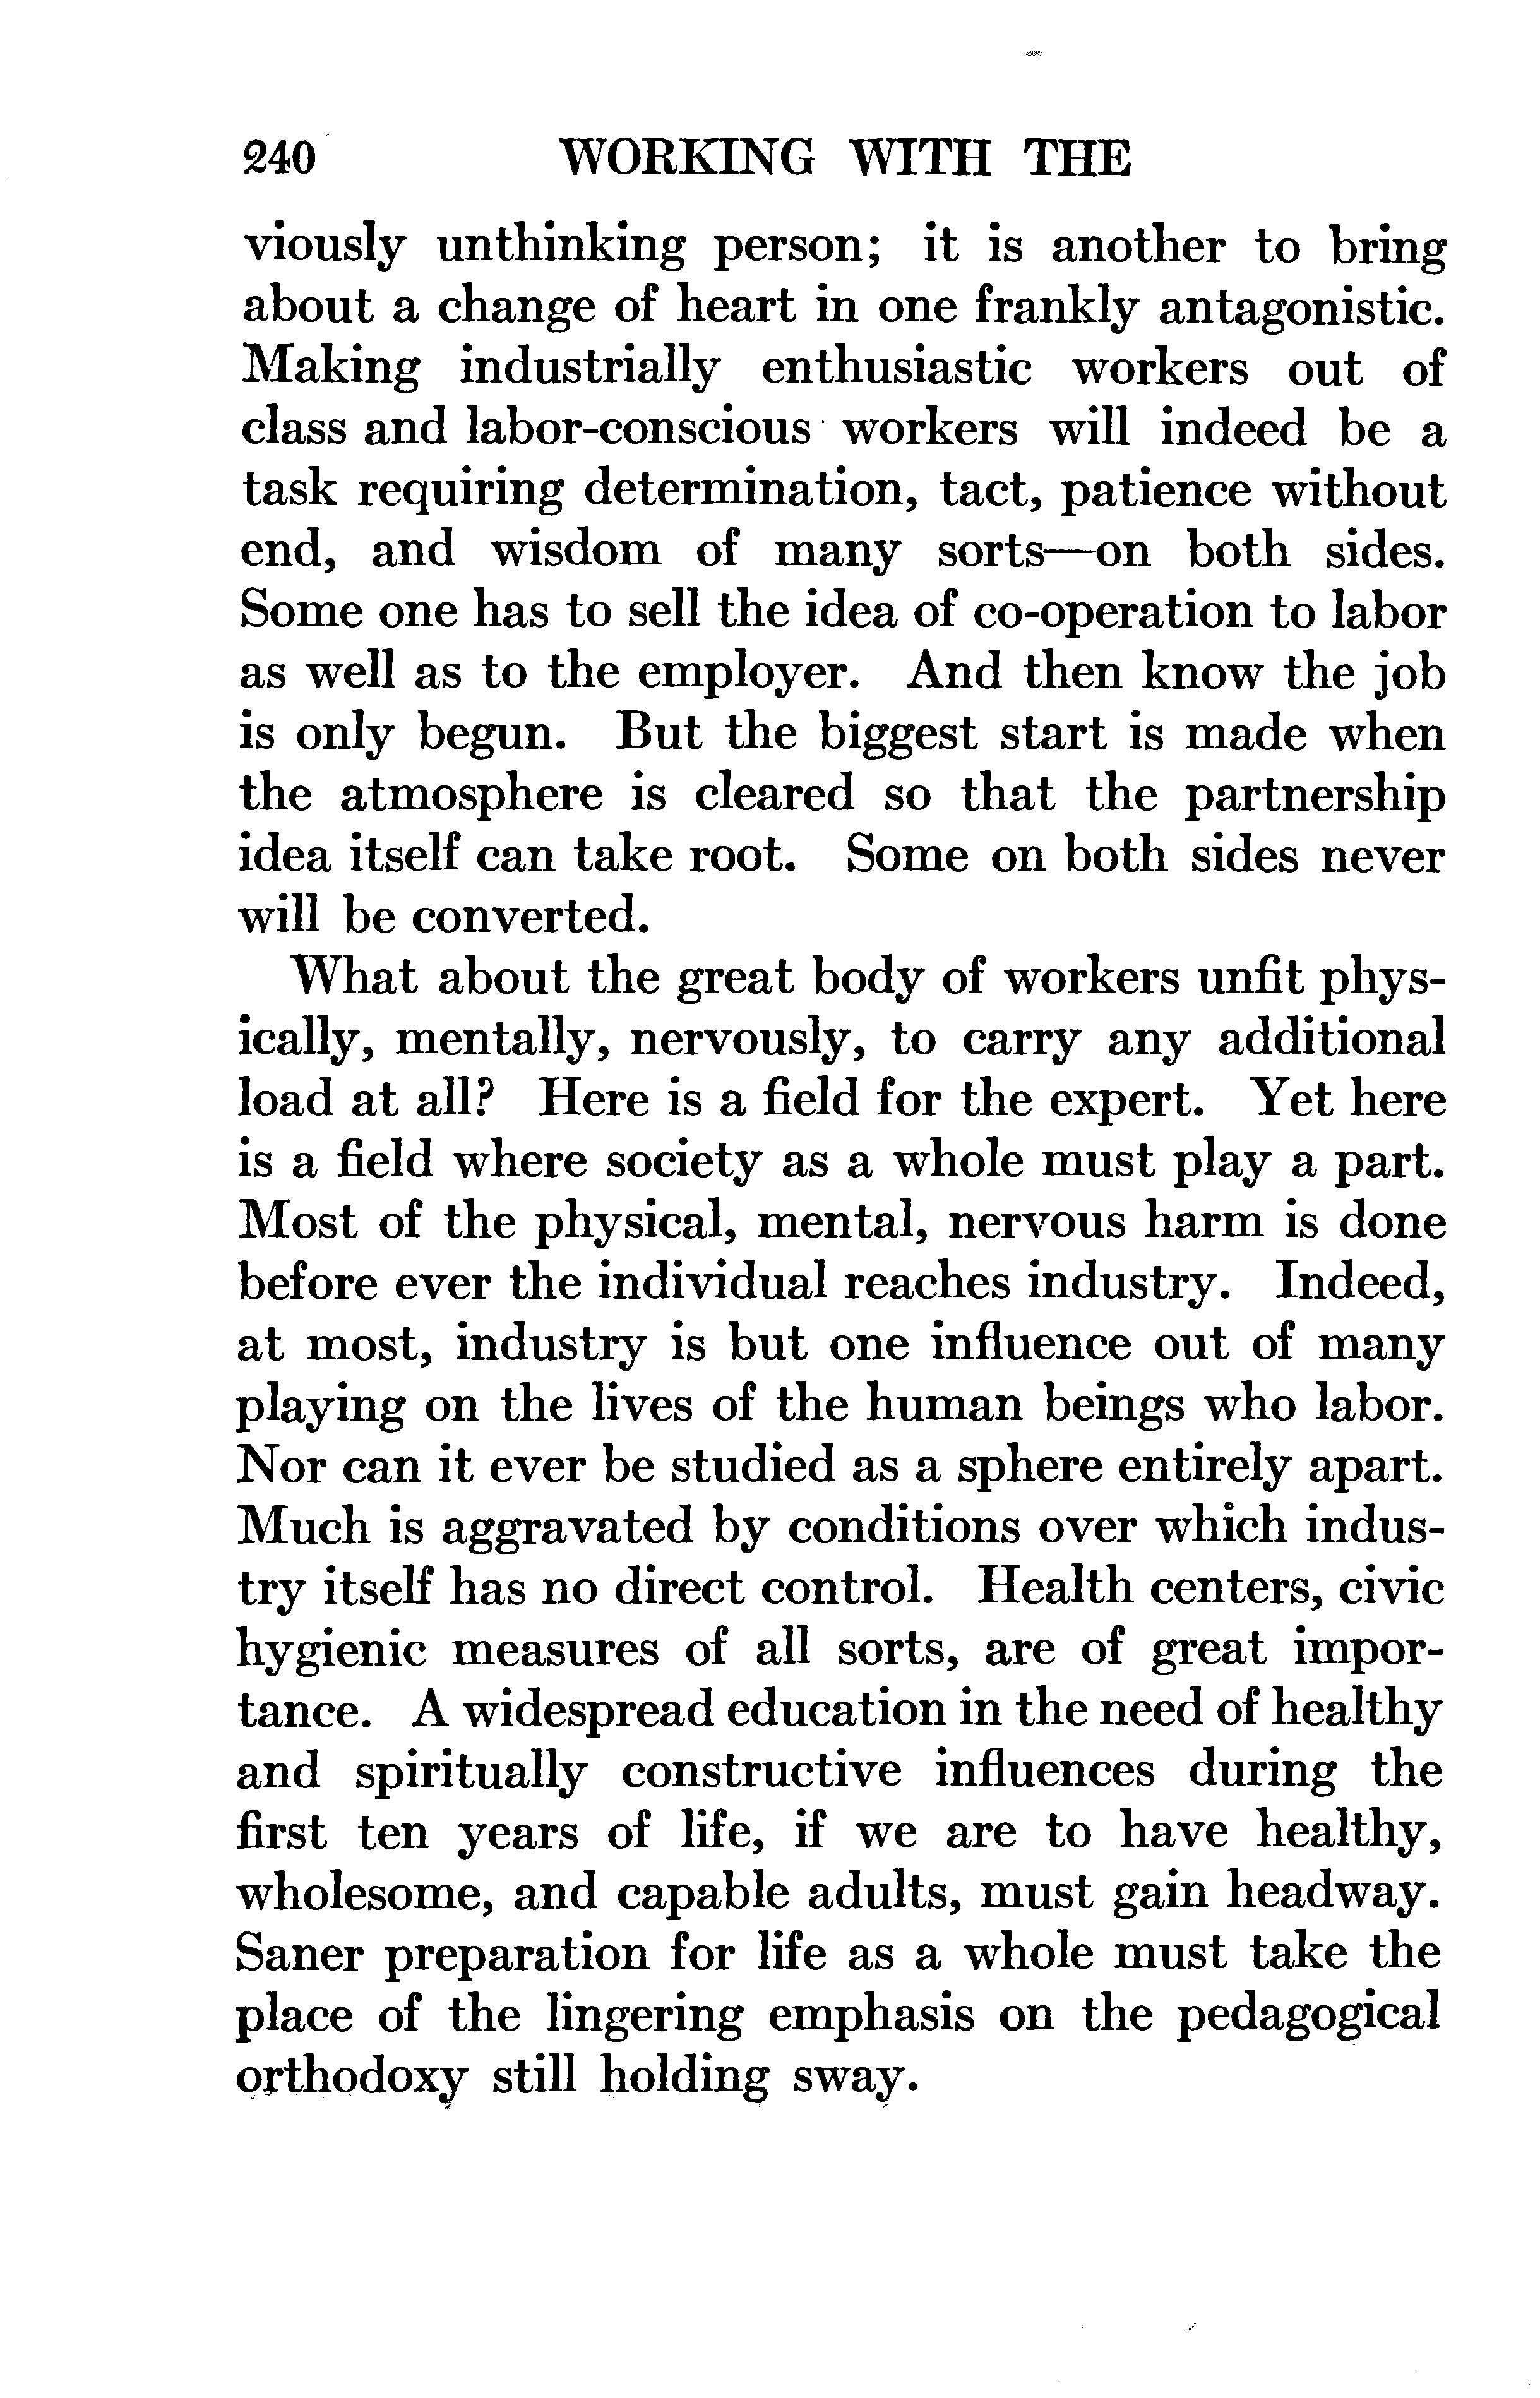 240 WORKING WITH THE
viously unthinking person; it is another to bring
about a change of heart in one frankly antagonistic.
Making industrially enthusiastic workers out of
class and labor-conscious workers will indeed be a
task requiring determination, tact, patience without
end, and wisdom of many sorts—on both sides.
Some one has to sell the idea of co-operation to labor
as well as to the employer. And then know the job
is only begun. But the biggest start is made when
the atmosphere is cleared so that the partnership
idea itself can take root. Some on both sides never
will be converted.
What about the great body of workers unfit phys-
ically, mentally, nervously, to carry any additional
load at all? Here is a field for the expert. Yet here
is a field where society as a whole must play a part.
Most of the physical, mental, nervous harm is done
before ever the individual reaches industry. Indeed,
at most, industry is but one influence out of many
playing on the lives of the human beings who labor.
Nor can it ever be studied as a sphere entirely apart.
Much is aggravated by conditions over which indus-
try itself has no direct control. Health centers, civic
hygienic measures of all sorts, are of great impor-
tance. A widespread education in the need of healthy
and spiritually constructive influences during the
first ten years of life, if we are to have healthy,
wholesome, and capable adults, must gain headway.
Saner preparation for life as a whole must take the
place of the lingering emphasis on the pedagogical
orthodoxy still holding sway.